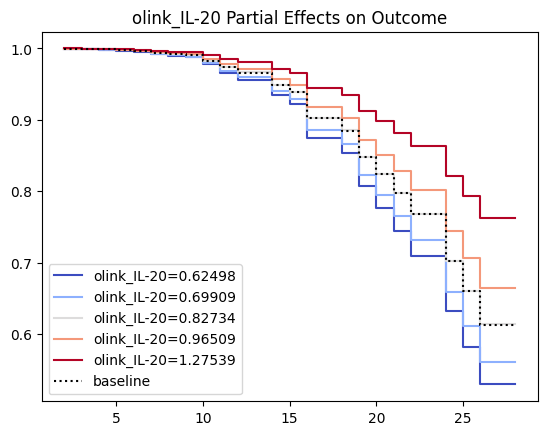 olink_IL-20 Partial Effects on Outcome
1.0
0.9
0.8
0.7
0.6
olink_IL-20=0.62498
olink_IL-20=0.69909
olink_IL-20=0.82734
olink_IL-20=0.96509
olink_IL-20=1.27539
baseline
5
10
15
20
25